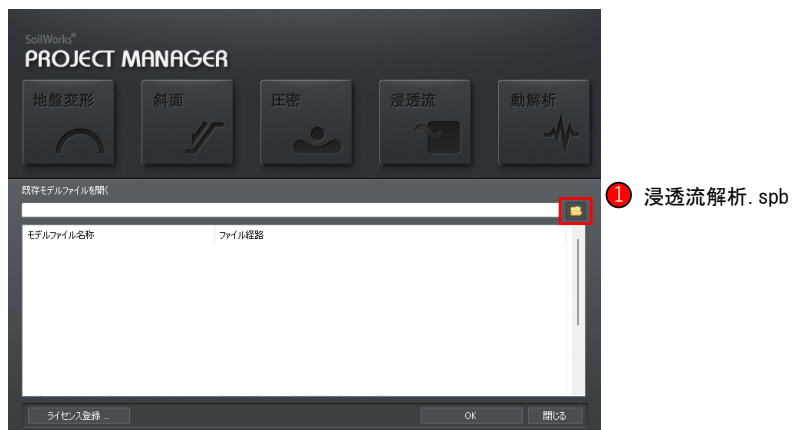 SoilWorks®
PROJECT MANAGER
地盤変形 斜面 圧密 浸透流 動解析
既存モデルファイルを開く
1 浸透流解析.spb
モデルファイル名称 ファイル経路
ライセンス登録 ... OK 閉じる